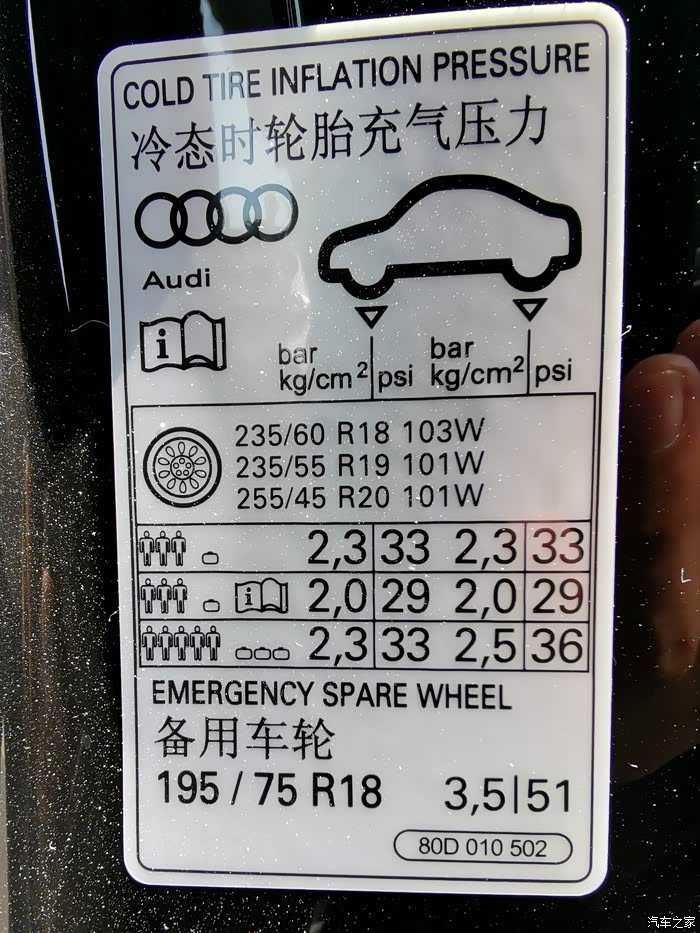 COLD TIRE INFLATION PRESSURE
冷态时轮胎充气压力
Audi
i
bar kg/cm² psi bar kg/cm² psi
235/60 R18 103W
235/55 R19 101W
255/45 R20 101W
2,3 33 2,3 33
i 2,0 29 2,0 29
2,3 33 2,5 36
EMERGENCY SPARE WHEEL
备用车轮
195 / 75 R18 3,5|51
80D 010 502
汽车之家